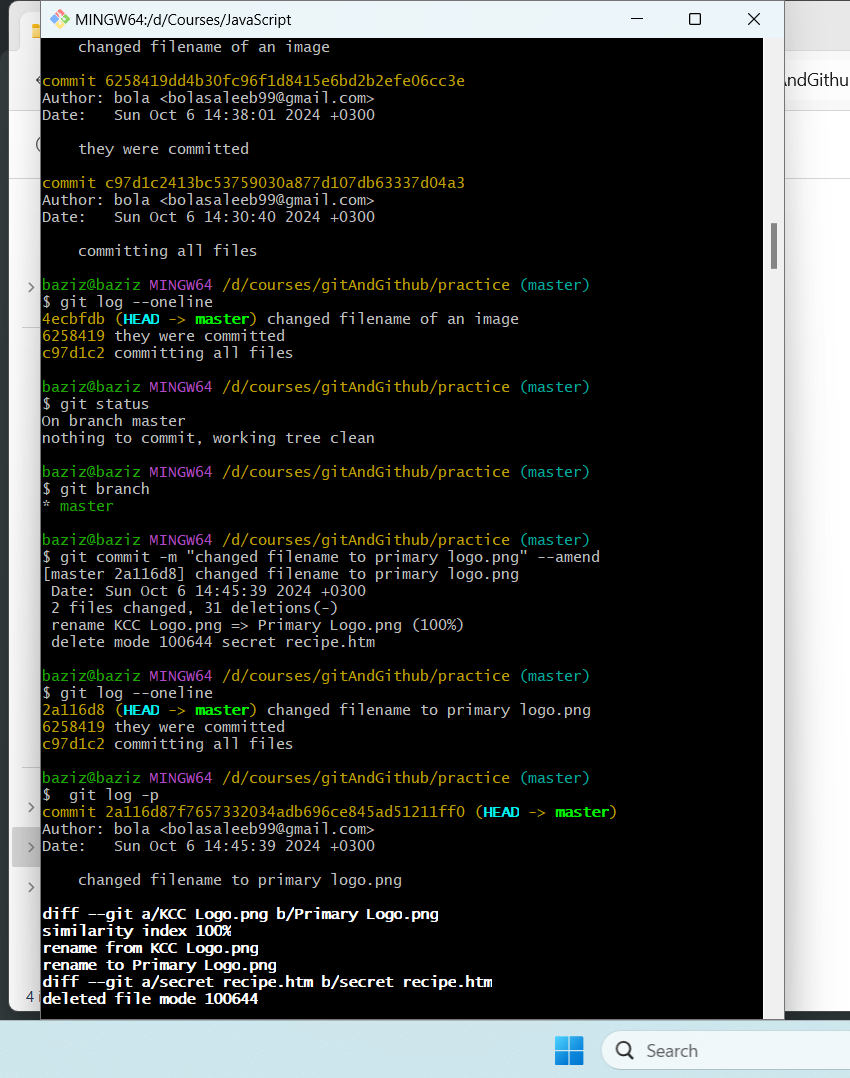 MINGW64:/d/Courses/JavaScript
changed filename of an image
commit 6258419dd4b30fc96f1d8415e6bd2b2efe06cc3e
Author: bola <bolasaleeb99@gmail.com>
Date:   Sun Oct 6 14:38:01 2024 +0300
they were committed
commit c97d1c2413bc53759030a877d107db63337d04a3
Author: bola <bolasaleeb99@gmail.com>
Date:   Sun Oct 6 14:30:40 2024 +0300
committing all files
baziz@baziz MINGW64 /d/courses/gitAndGithub/practice (master)
$ git log --oneline
4ecbfdb (HEAD -> master) changed filename of an image
6258419 they were committed
c97d1c2 committing all files
baziz@baziz MINGW64 /d/courses/gitAndGithub/practice (master)
$ git status
On branch master
nothing to commit, working tree clean
baziz@baziz MINGW64 /d/courses/gitAndGithub/practice (master)
$ git branch
* master
baziz@baziz MINGW64 /d/courses/gitAndGithub/practice (master)
$ git commit -m "changed filename to primary logo.png" --amend
[master 2a116d8] changed filename to primary logo.png
Date: Sun Oct 6 14:45:39 2024 +0300
2 files changed, 31 deletions(-)
rename KCC Logo.png => Primary Logo.png (100%)
delete mode 100644 secret recipe.htm
baziz@baziz MINGW64 /d/courses/gitAndGithub/practice (master)
$ git log --oneline
2a116d8 (HEAD -> master) changed filename to primary logo.png
6258419 they were committed
c97d1c2 committing all files
baziz@baziz MINGW64 /d/courses/gitAndGithub/practice (master)
$  git log -p
commit 2a116d87f7657332034adb696ce845ad51211ff0 (HEAD -> master)
Author: bola <bolasaleeb99@gmail.com>
Date:   Sun Oct 6 14:45:39 2024 +0300
changed filename to primary logo.png
diff --git a/KCC Logo.png b/Primary Logo.png
similarity index 100%
rename from KCC Logo.png
rename to Primary Logo.png
diff --git a/secret recipe.htm b/secret recipe.htm
deleted file mode 100644
AndGithu
4
Search